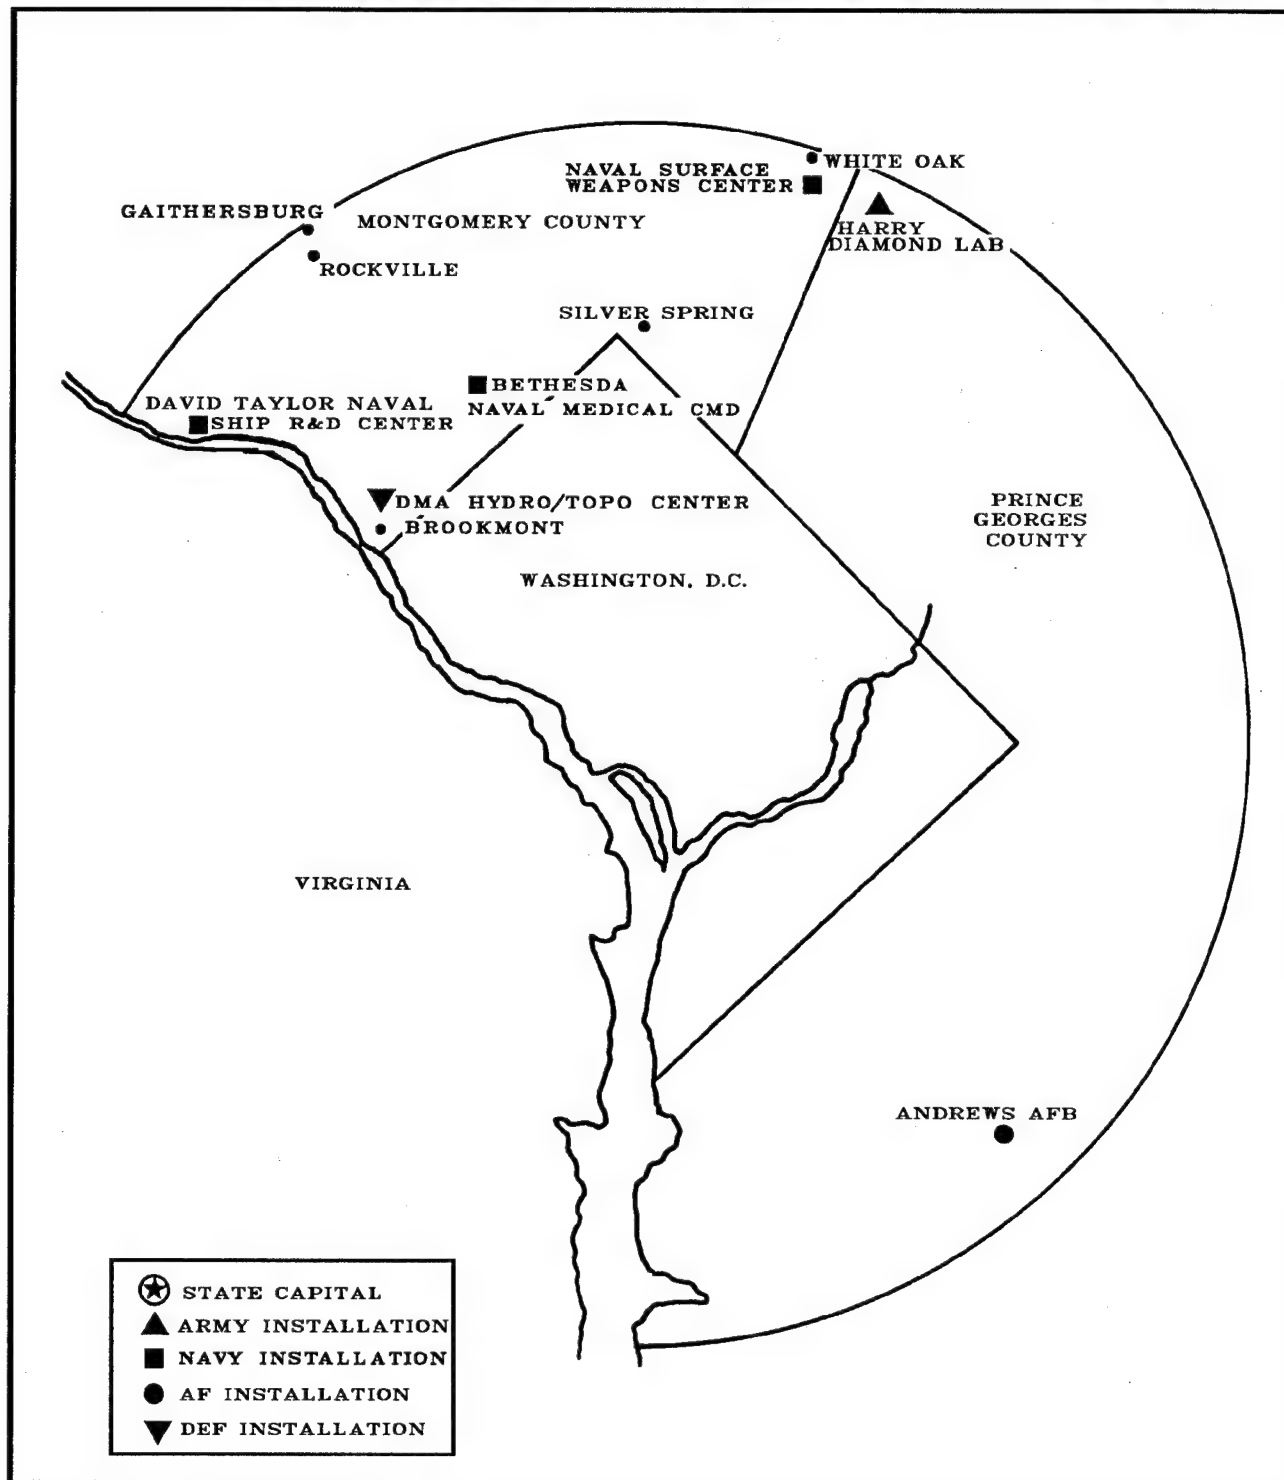 WHITE OAK
NAVAL SURFACE
WEAPONS CENTER
GAITHERSBURG
MONTGOMERY COUNTY
HARRY
DIAMOND LAB
ROCKVILLE
SILVER SPRING
BETHESDA
NAVAL MEDICAL CMD
DAVID TAYLOR NAVAL
SHIP R&D CENTER
DMA HYDRO/TOPO CENTER
BROOKMONT
PRINCE
GEORGES
COUNTY
WASHINGTON, D.C.
VIRGINIA
ANDREWS AFB
STATE CAPITAL
ARMY INSTALLATION
NAVY INSTALLATION
AF INSTALLATION
DEF INSTALLATION